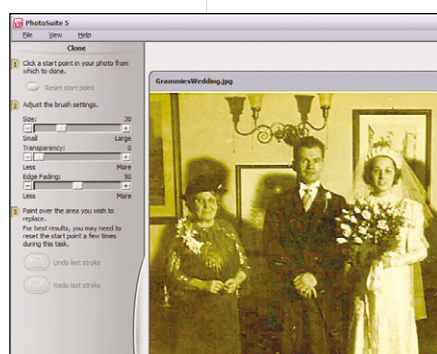 PhotoSuite 5
File View Help
Clone
1 Click a start point in your photo from
which to clone.
Reset start point
2 Adjust the brush settings.
Size: 30
Small Large
Transparency: 0
Less More
Edge Fading: 50
Less More
3 Paint over the area you wish to
replace.
For best results, you may need to
reset the start point a few times
during this task.
Undo last stroke
Redo last stroke
GrammiesWedding.jpg